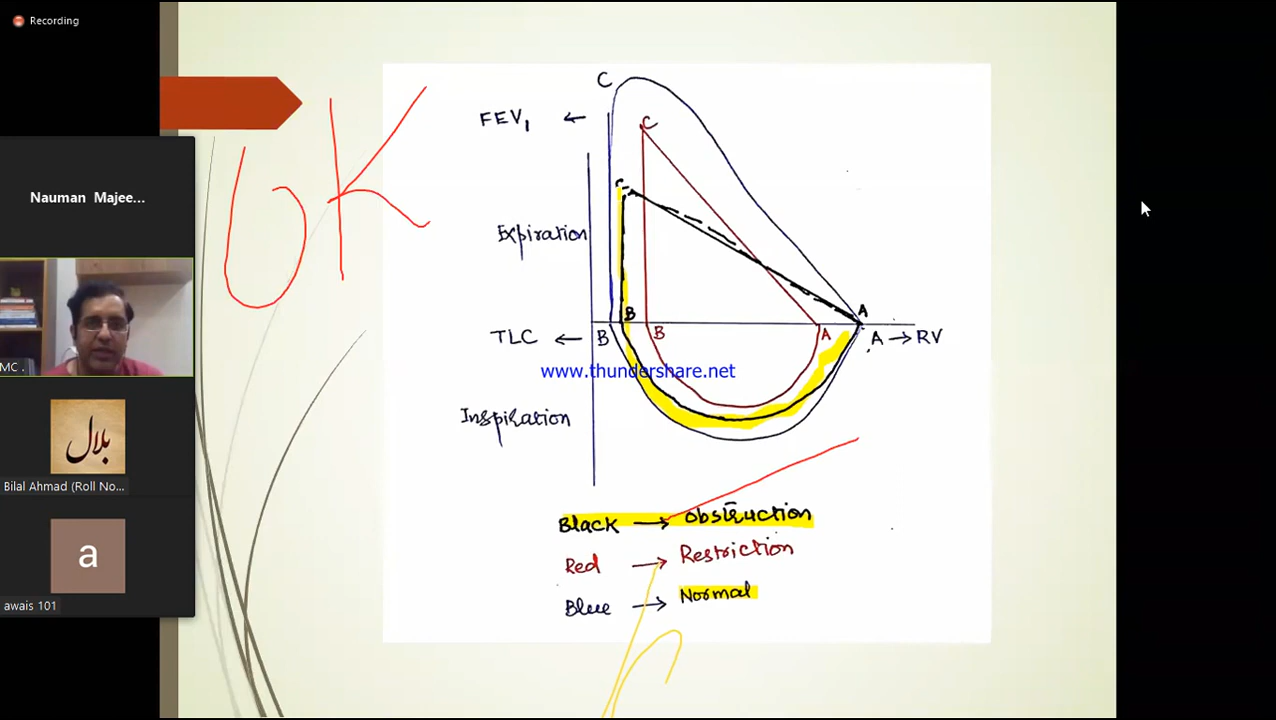 Recording
OK
Nauman Majee...
MC .
بلال
Bilal Ahmad (Roll No...
a
awais 101
C
FEV₁ ←
C
C
Expiration
A
B
TLC ← B
B
A
A → RV
www.thundershare.net
Inspiration
Black → Obstruction
Red → Restriction
Blue → Normal